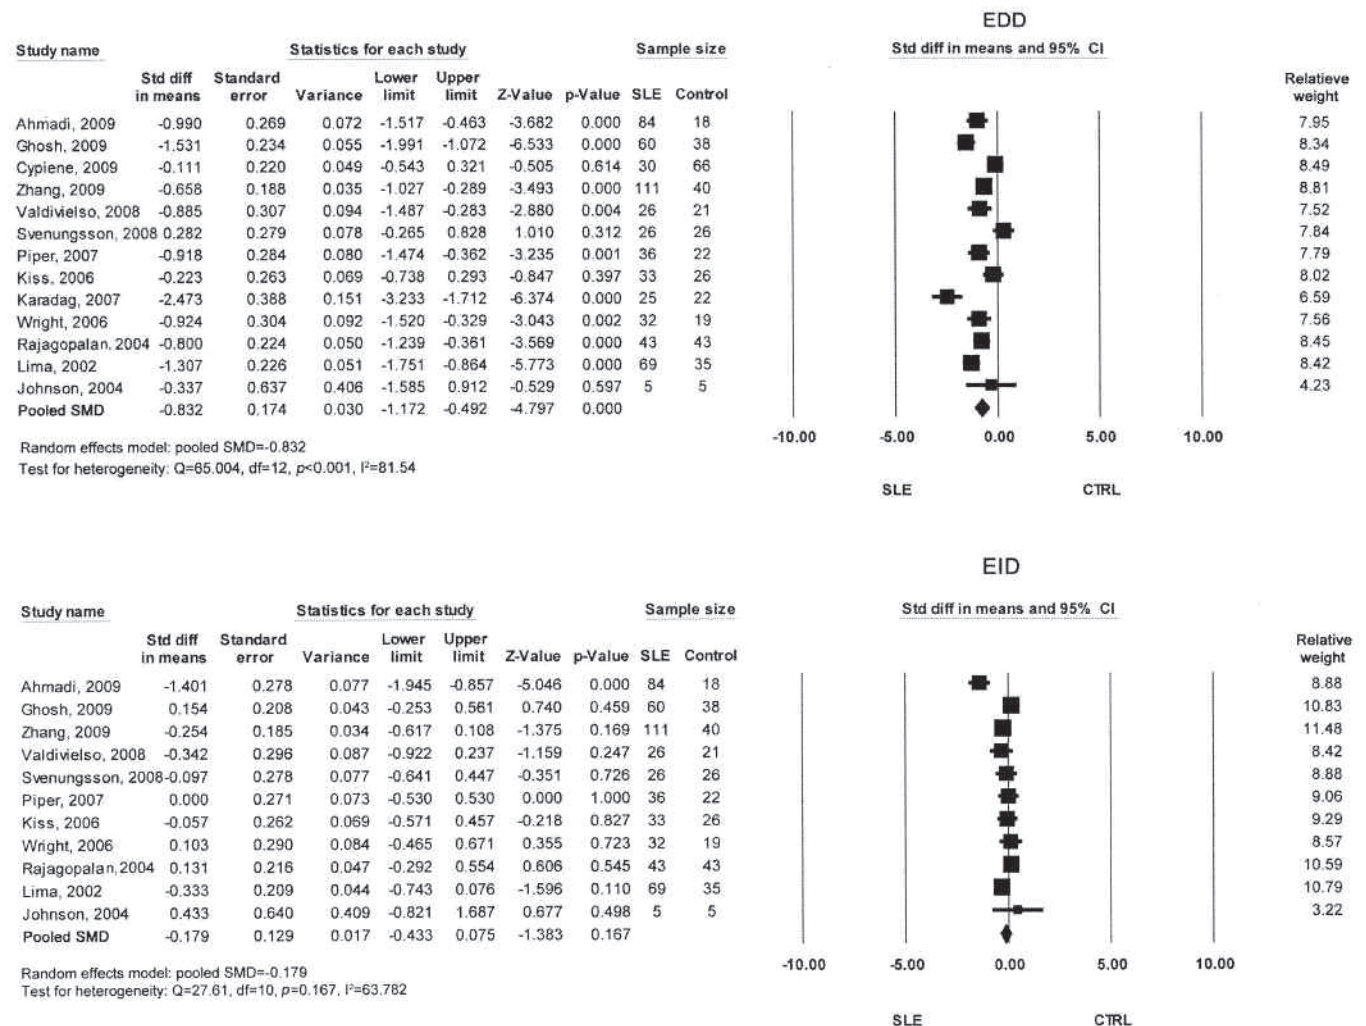 EDD
Study name Statistics for each study Sample size Std diff in means and 95% CI
Std diff in means Standard error Variance Lower limit Upper limit Z-Value p-Value SLE Control Relatieve weight
Ahmadi, 2009 -0.990 0.269 0.072 -1.517 -0.463 -3.682 0.000 84 18 7.95
Ghosh, 2009 -1.531 0.234 0.055 -1.991 -1.072 -6.533 0.000 60 38 8.34
Cypiene, 2009 -0.111 0.220 0.049 -0.543 0.321 -0.505 0.614 30 66 8.49
Zhang, 2009 -0.658 0.188 0.035 -1.027 -0.289 -3.493 0.000 111 40 8.81
Valdivielso, 2008 -0.885 0.307 0.094 -1.487 -0.283 -2.880 0.004 26 21 7.52
Svenungsson, 2008 0.282 0.279 0.078 -0.265 0.828 1.010 0.312 26 26 7.84
Piper, 2007 -0.918 0.284 0.080 -1.474 -0.362 -3.235 0.001 36 22 7.79
Kiss, 2006 -0.223 0.263 0.069 -0.738 0.293 -0.847 0.397 33 26 8.02
Karadag, 2007 -2.473 0.388 0.151 -3.233 -1.712 -6.374 0.000 25 22 6.59
Wright, 2006 -0.924 0.304 0.092 -1.520 -0.329 -3.043 0.002 32 19 7.56
Rajagopalan, 2004 -0.800 0.224 0.050 -1.239 -0.361 -3.569 0.000 43 43 8.45
Lima, 2002 -1.307 0.226 0.051 -1.751 -0.864 -5.773 0.000 69 35 8.42
Johnson, 2004 -0.337 0.637 0.406 -1.585 0.912 -0.529 0.597 5 5 4.23
Pooled SMD -0.832 0.174 0.030 -1.172 -0.492 -4.797 0.000
-10.00 -5.00 0.00 5.00 10.00
Random effects model: pooled SMD=-0.832
Test for heterogeneity: Q=65.004, df=12, p<0.001, I²=81.54
SLE CTRL
EID
Study name Statistics for each study Sample size Std diff in means and 95% CI
Std diff in means Standard error Variance Lower limit Upper limit Z-Value p-Value SLE Control Relative weight
Ahmadi, 2009 -1.401 0.278 0.077 -1.945 -0.857 -5.046 0.000 84 18 8.88
Ghosh, 2009 0.154 0.208 0.043 -0.253 0.561 0.740 0.459 60 38 10.83
Zhang, 2009 -0.254 0.185 0.034 -0.617 0.108 -1.375 0.169 111 40 11.48
Valdivielso, 2008 -0.342 0.296 0.087 -0.922 0.237 -1.159 0.247 26 21 8.42
Svenungsson, 2008 -0.097 0.278 0.077 -0.641 0.447 -0.351 0.726 26 26 8.88
Piper, 2007 0.000 0.271 0.073 -0.530 0.530 0.000 1.000 36 22 9.06
Kiss, 2006 -0.057 0.262 0.069 -0.571 0.457 -0.218 0.827 33 26 9.29
Wright, 2006 0.103 0.290 0.084 -0.465 0.671 0.355 0.723 32 19 8.57
Rajagopalan, 2004 0.131 0.216 0.047 -0.292 0.554 0.606 0.545 43 43 10.59
Lima, 2002 -0.333 0.209 0.044 -0.743 0.076 -1.596 0.110 69 35 10.79
Johnson, 2004 0.433 0.640 0.409 -0.821 1.687 0.677 0.498 5 5 3.22
Pooled SMD -0.179 0.129 0.017 -0.433 0.075 -1.383 0.167
-10.00 -5.00 0.00 5.00 10.00
Random effects model: pooled SMD=-0.179
Test for heterogeneity: Q=27.61, df=10, p=0.167, I²=63.782
SLE CTRL